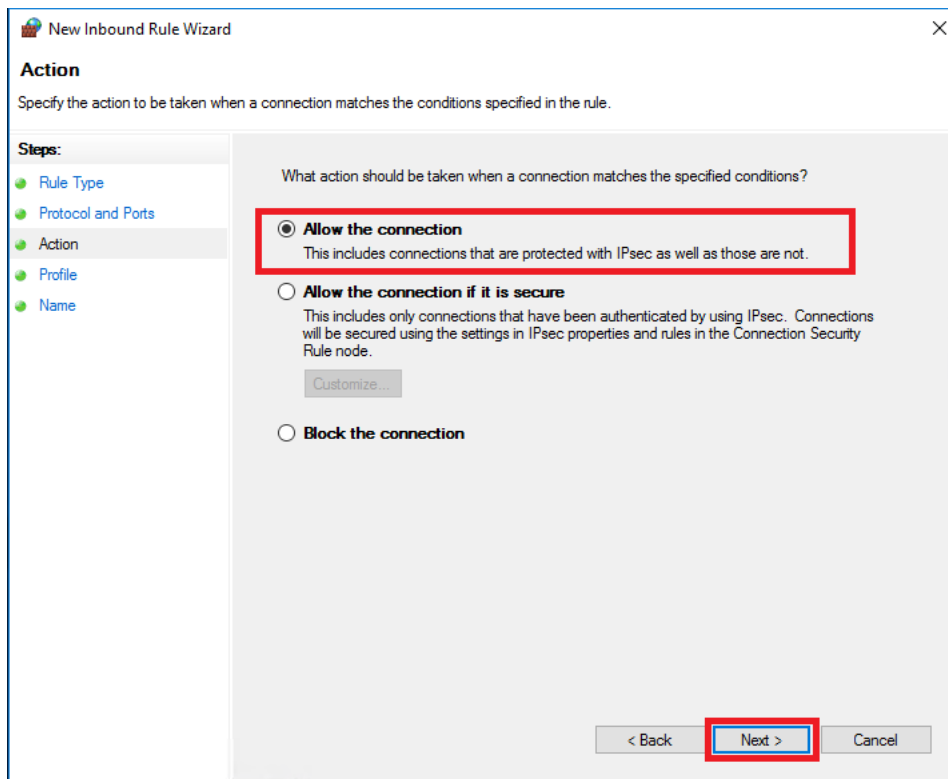 New Inbound Rule Wizard
Action
Specify the action to be taken when a connection matches the conditions specified in the rule.
Steps:
Rule Type
Protocol and Ports
Action
Profile
Name
What action should be taken when a connection matches the specified conditions?
Allow the connection
This includes connections that are protected with IPsec as well as those are not.
Allow the connection if it is secure
This includes only connections that have been authenticated by using IPsec. Connections
will be secured using the settings in IPsec properties and rules in the Connection Security
Rule node.
Customize...
Block the connection
< Back
Next >
Cancel